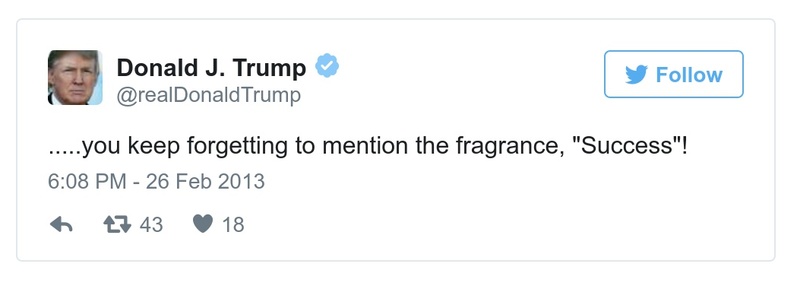 Donald J. Trump
Follow
@realDonaldTrump
.....you keep forgetting to mention the fragrance, "Success"!
6:08 PM - 26 Feb 2013
43 18